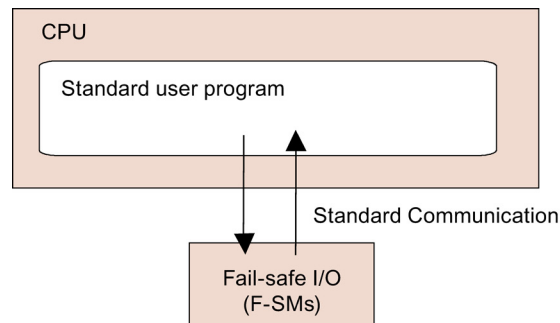 CPU
Standard user program
Standard Communication
Fail-safe I/O
(F-SMs)